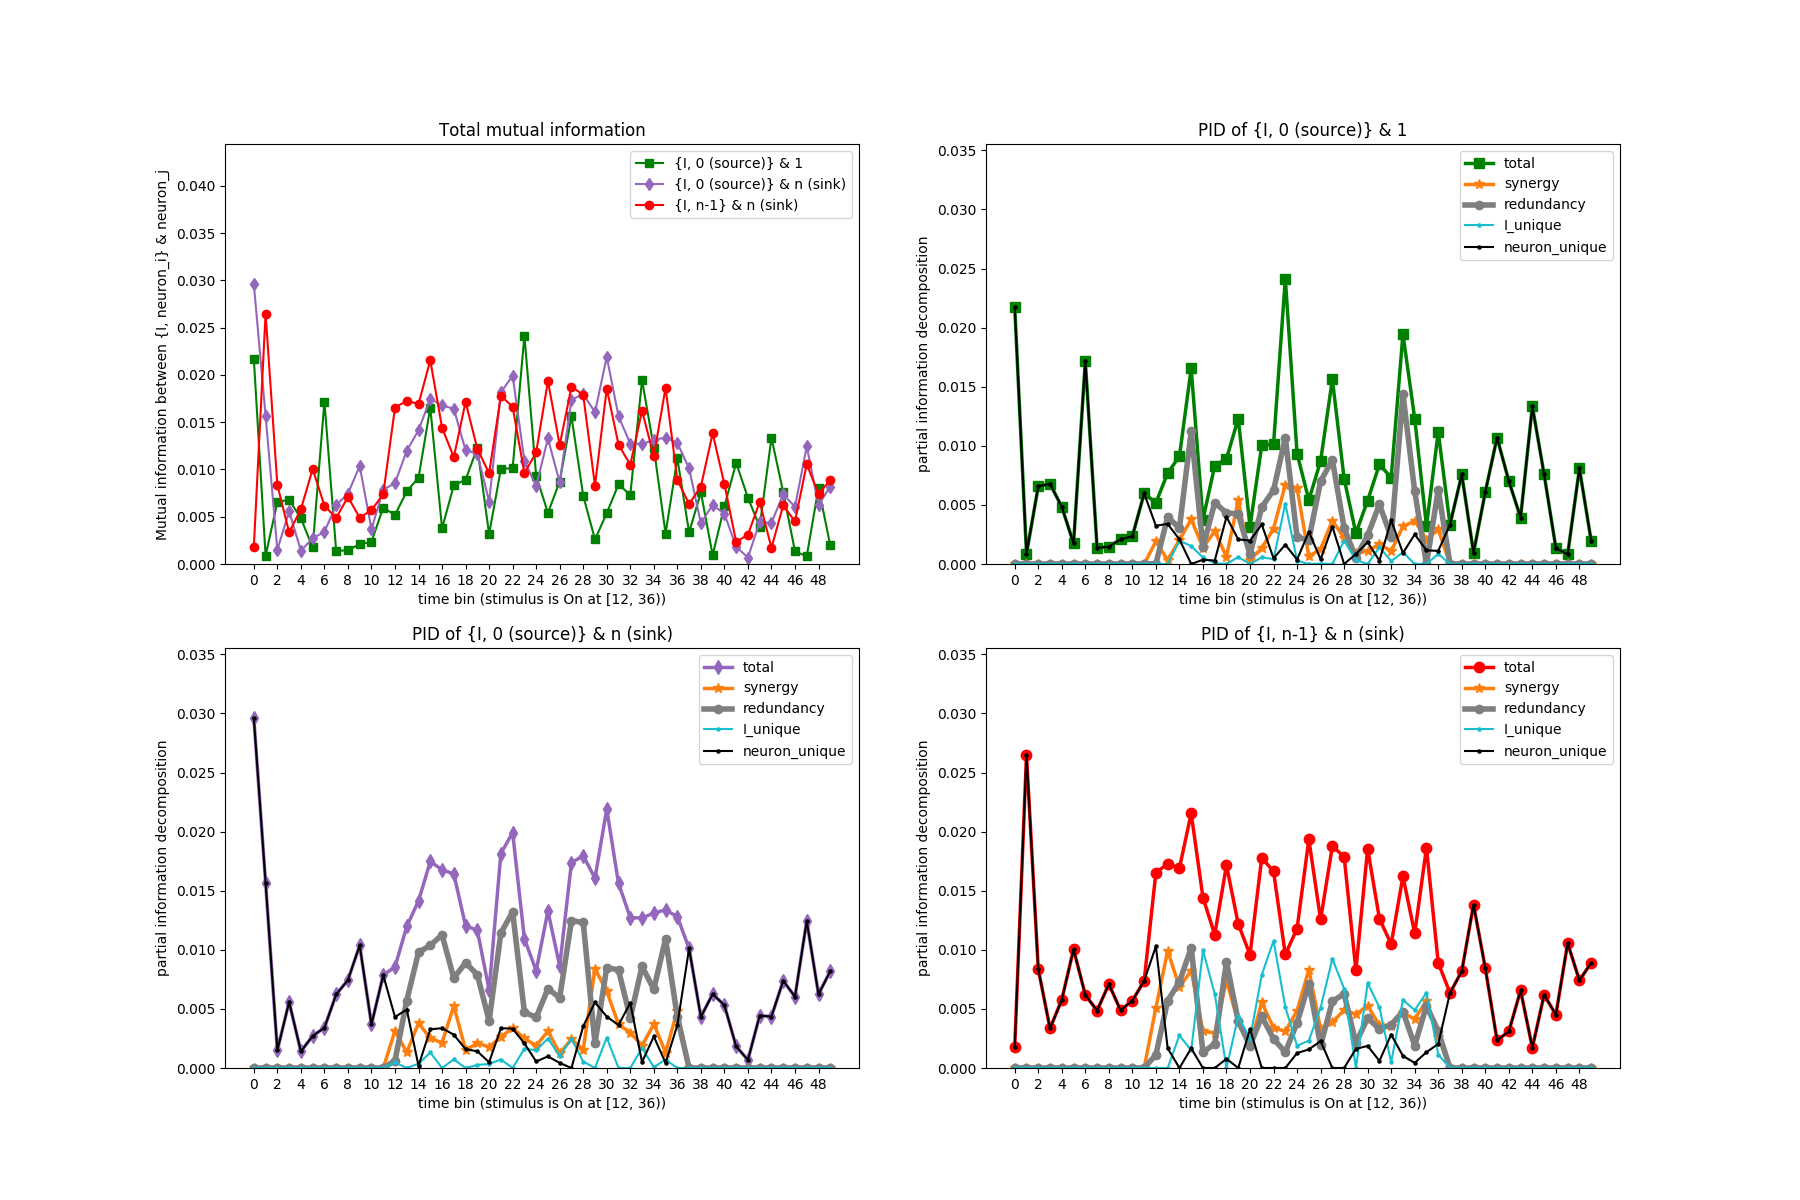 Total mutual information
Mutual information between {I, neuron_i} & neuron_j
0.040
0.035
0.030
0.025
0.020
0.015
0.010
0.005
0.000
{I, 0 (source)} & 1
{I, 0 (source)} & n (sink)
{I, n-1} & n (sink)
0 2 4 6 8 10 12 14 16 18 20 22 24 26 28 30 32 34 36 38 40 42 44 46 48
time bin (stimulus is On at [12, 36))
PID of {I, 0 (source)} & 1
partial information decomposition
0.035
0.030
0.025
0.020
0.015
0.010
0.005
0.000
total
synergy
redundancy
I_unique
neuron_unique
0 2 4 6 8 10 12 14 16 18 20 22 24 26 28 30 32 34 36 38 40 42 44 46 48
time bin (stimulus is On at [12, 36))
PID of {I, 0 (source)} & n (sink)
partial information decomposition
0.035
0.030
0.025
0.020
0.015
0.010
0.005
0.000
total
synergy
redundancy
I_unique
neuron_unique
0 2 4 6 8 10 12 14 16 18 20 22 24 26 28 30 32 34 36 38 40 42 44 46 48
time bin (stimulus is On at [12, 36))
PID of {I, n-1} & n (sink)
partial information decomposition
0.035
0.030
0.025
0.020
0.015
0.010
0.005
0.000
total
synergy
redundancy
I_unique
neuron_unique
0 2 4 6 8 10 12 14 16 18 20 22 24 26 28 30 32 34 36 38 40 42 44 46 48
time bin (stimulus is On at [12, 36))